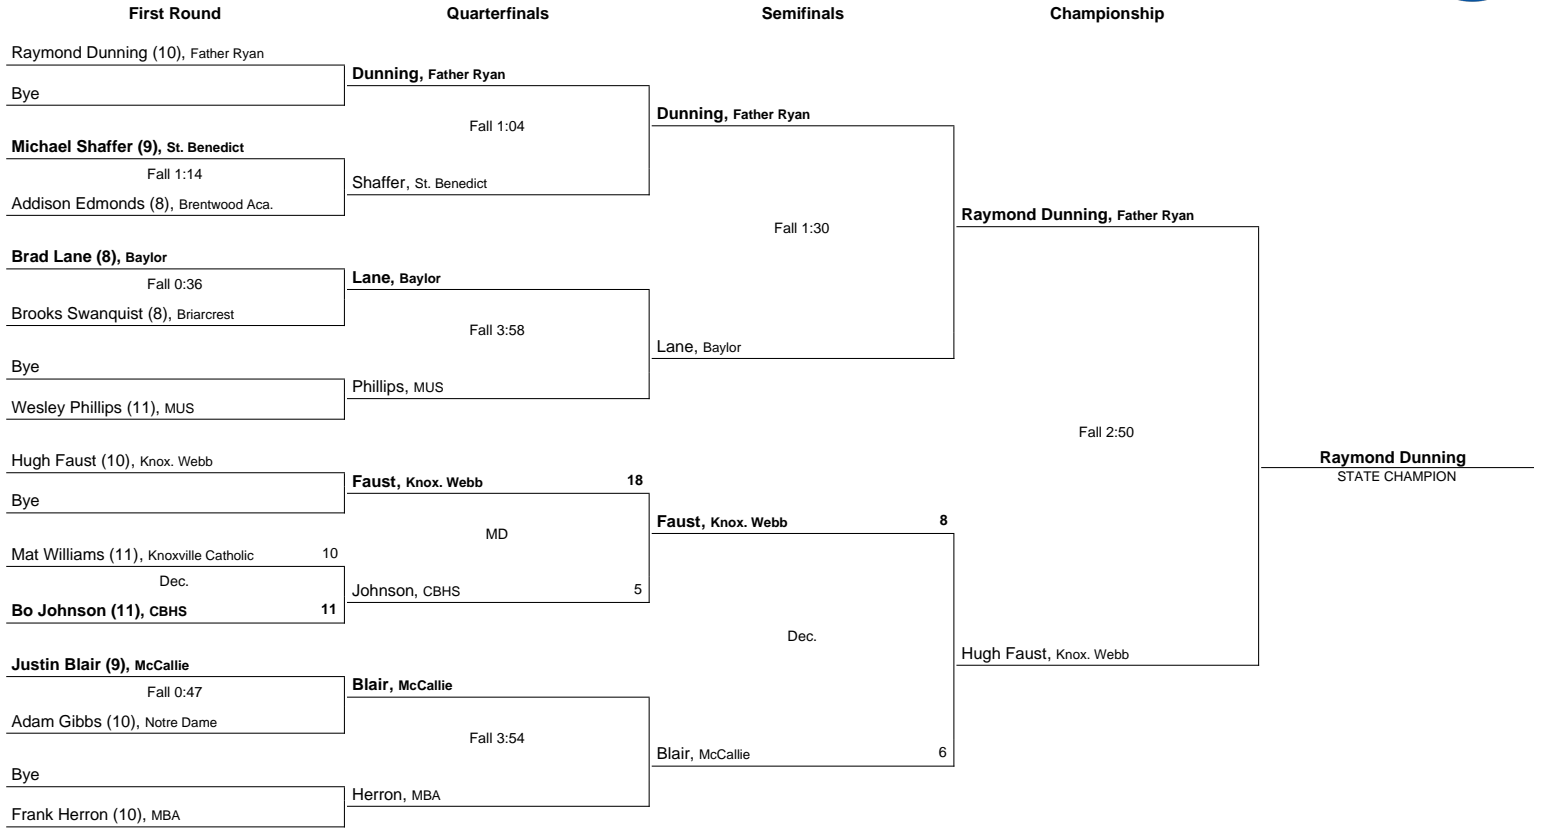 First Round
Quarterfinals
Semifinals
Championship
Raymond Dunning (10), Father Ryan
Bye
Michael Shaffer (9), St. Benedict
Fall 1:14
Addison Edmonds (8), Brentwood Aca.
Brad Lane (8), Baylor
Fall 0:36
Brooks Swanquist (8), Briarcrest
Bye
Wesley Phillips (11), MUS
Hugh Faust (10), Knox. Webb
Bye
Mat Williams (11), Knoxville Catholic 10
Dec.
Bo Johnson (11), CBHS 11
Justin Blair (9), McCallie
Fall 0:47
Adam Gibbs (10), Notre Dame
Bye
Frank Herron (10), MBA
Dunning, Father Ryan
Fall 1:04
Shaffer, St. Benedict
Lane, Baylor
Fall 3:58
Phillips, MUS
Faust, Knox. Webb 18
MD
Johnson, CBHS 5
Blair, McCallie
Fall 3:54
Herron, MBA
Dunning, Father Ryan
Fall 1:30
Lane, Baylor
Faust, Knox. Webb 8
Dec.
Blair, McCallie 6
Raymond Dunning, Father Ryan
Fall 2:50
Hugh Faust, Knox. Webb
Raymond Dunning
STATE CHAMPION